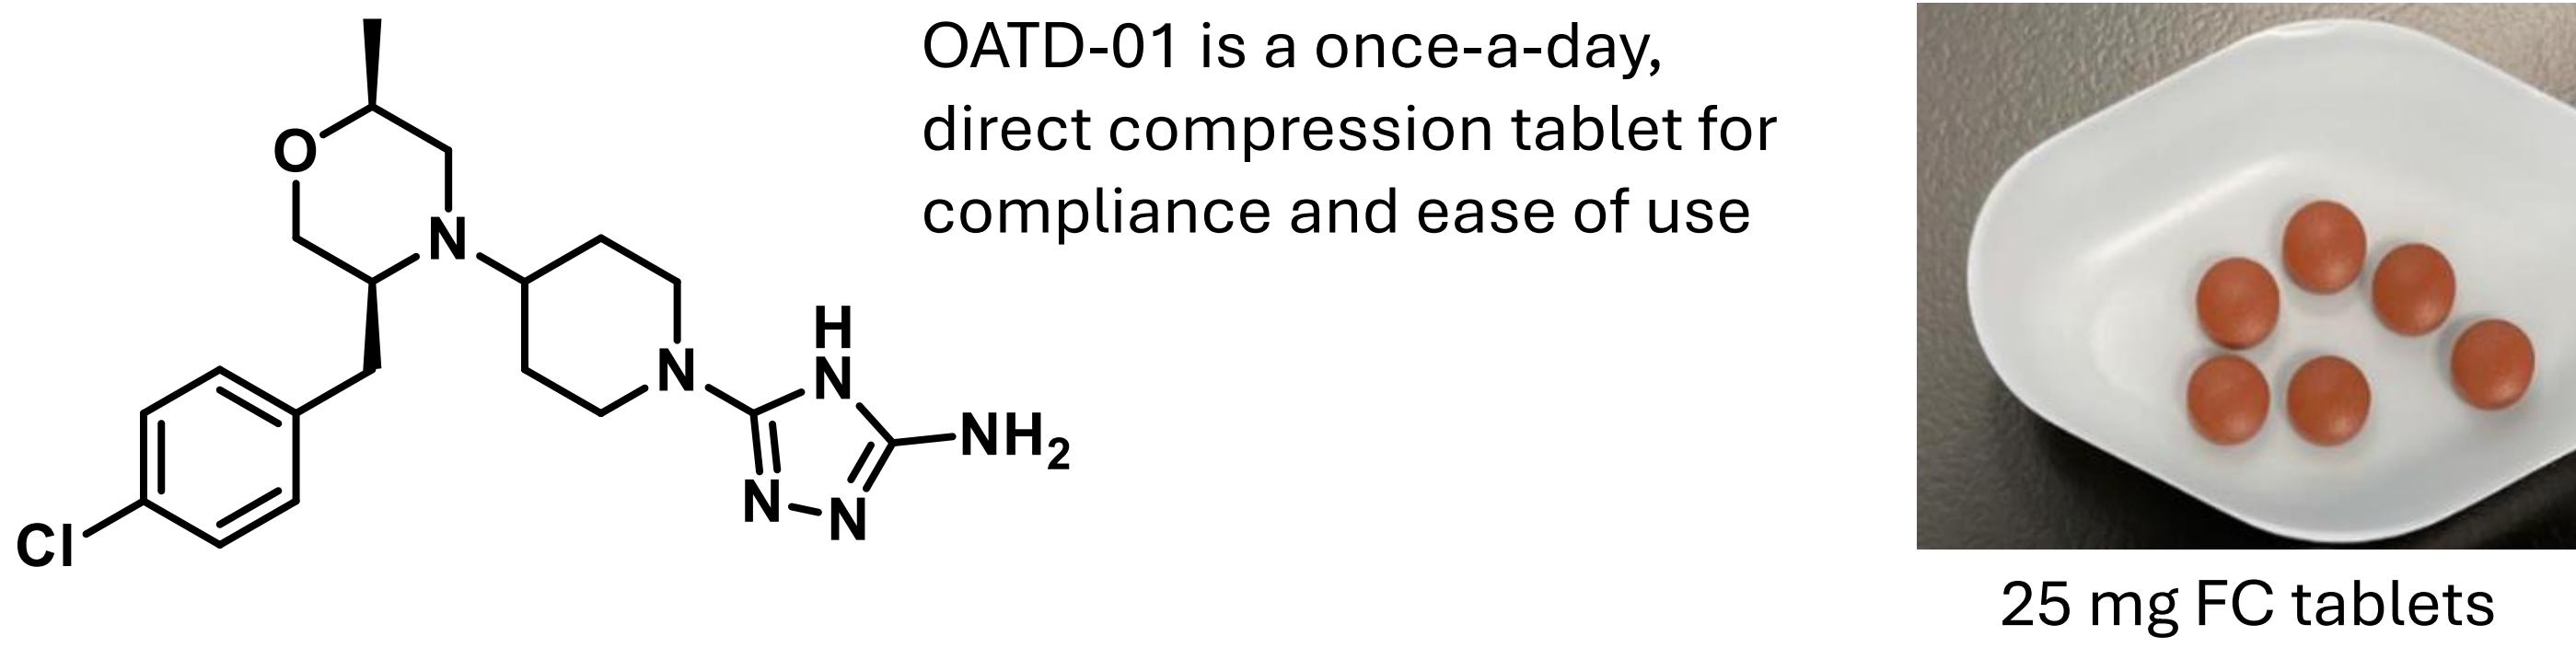 OATD-01 is a once-a-day,
direct compression tablet for
compliance and ease of use
O
N
N
H
N
NH2
N
N
Cl
25 mg FC tablets